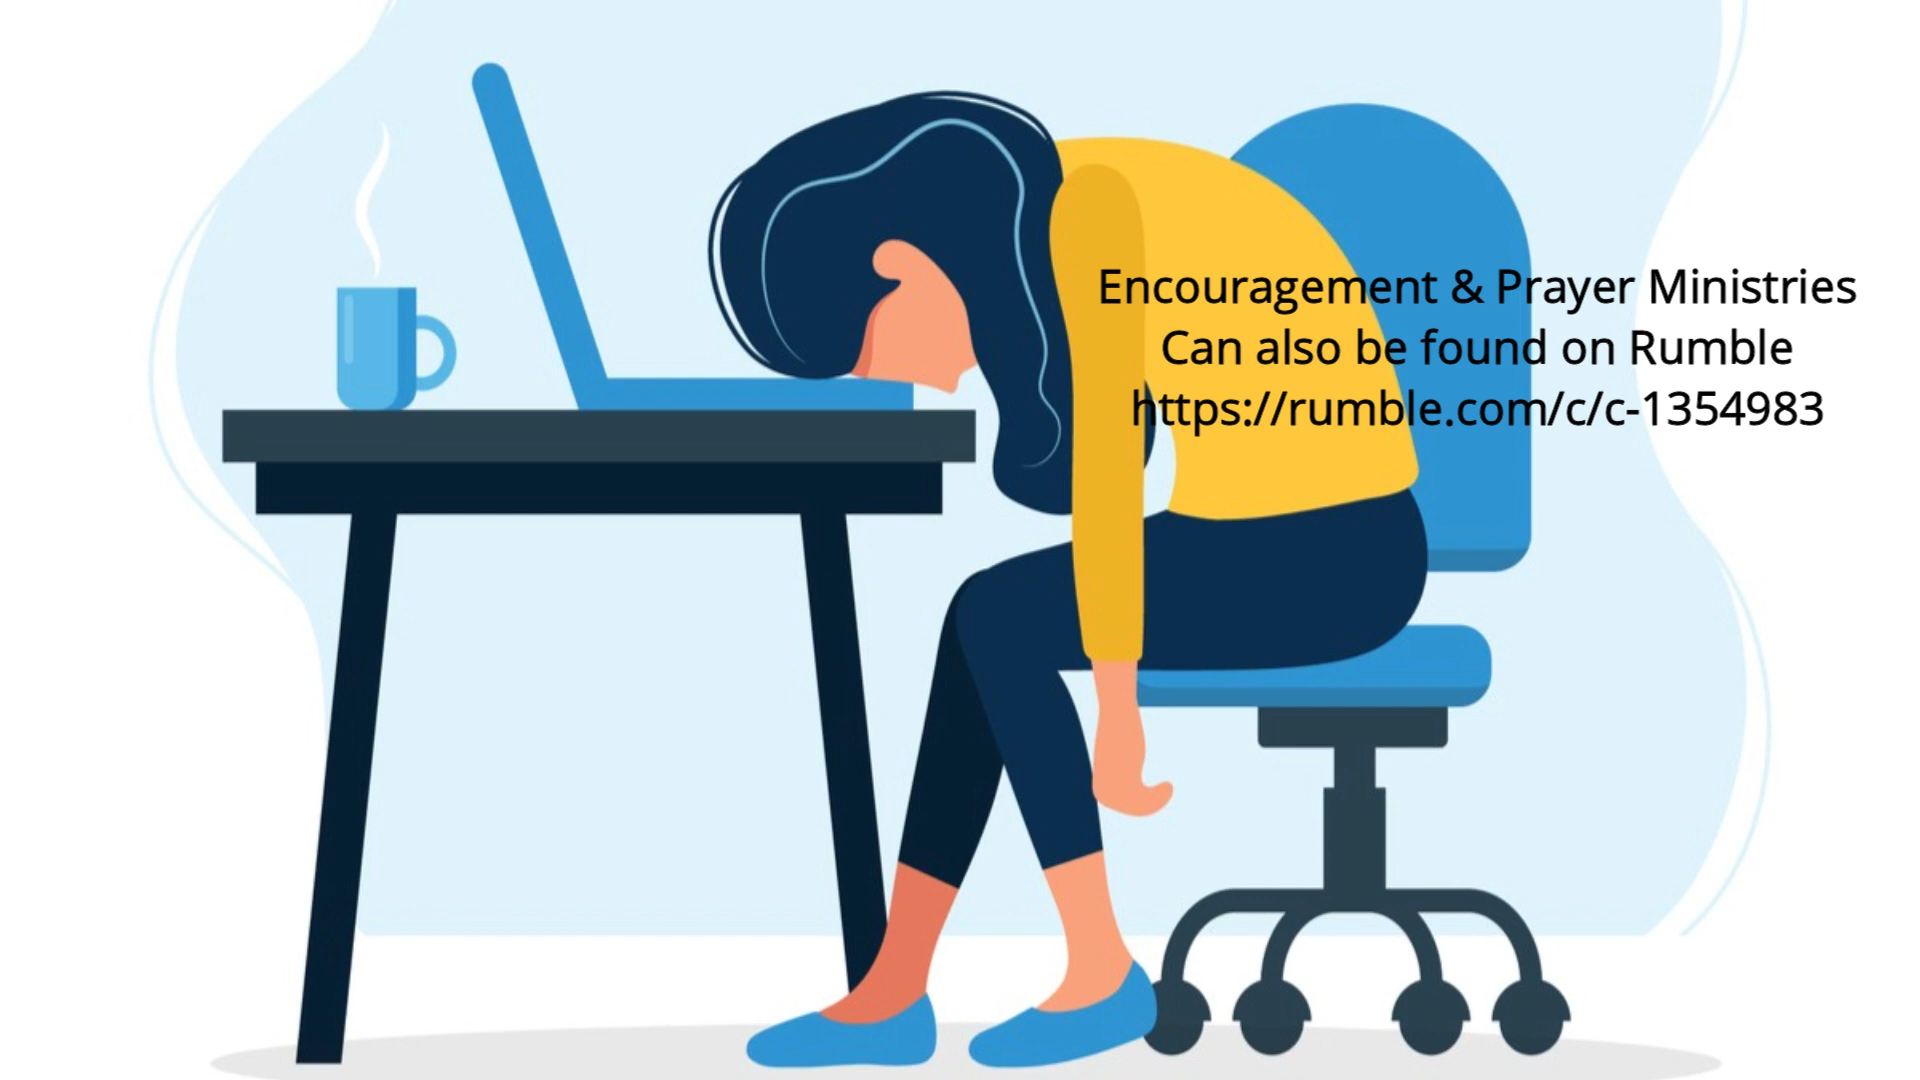 Encouragement & Prayer Ministries
Can also be found on Rumble
https://rumble.com/c/c-1354983